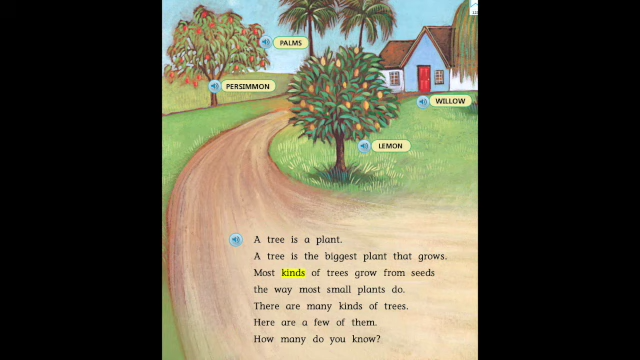 PALMS
PERSIMMON
WILLOW
LEMON
A tree is a plant.
A tree is the biggest plant that grows.
Most kinds of trees grow from seeds
the way most small plants do.
There are many kinds of trees.
Here are a few of them.
How many do you know?